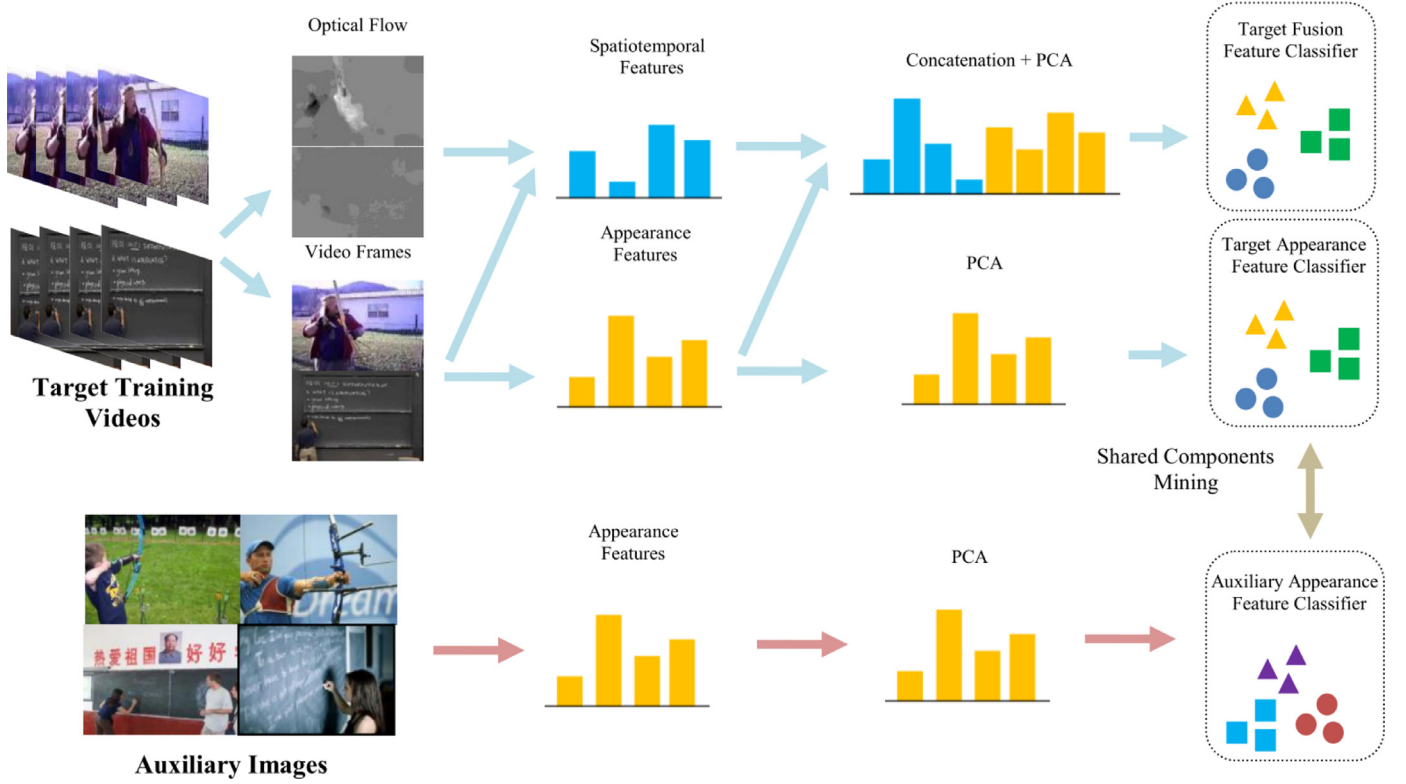 Optical Flow
Spatiotemporal
Features
Concatenation + PCA
Target Fusion
Feature Classifier
Video Frames
Appearance
Features
PCA
Target Appearance
Feature Classifier
Target Training
Videos
Shared Components
Mining
Appearance
Features
PCA
Auxiliary Appearance
Feature Classifier
Dream
热爱祖国 好好
Auxiliary Images